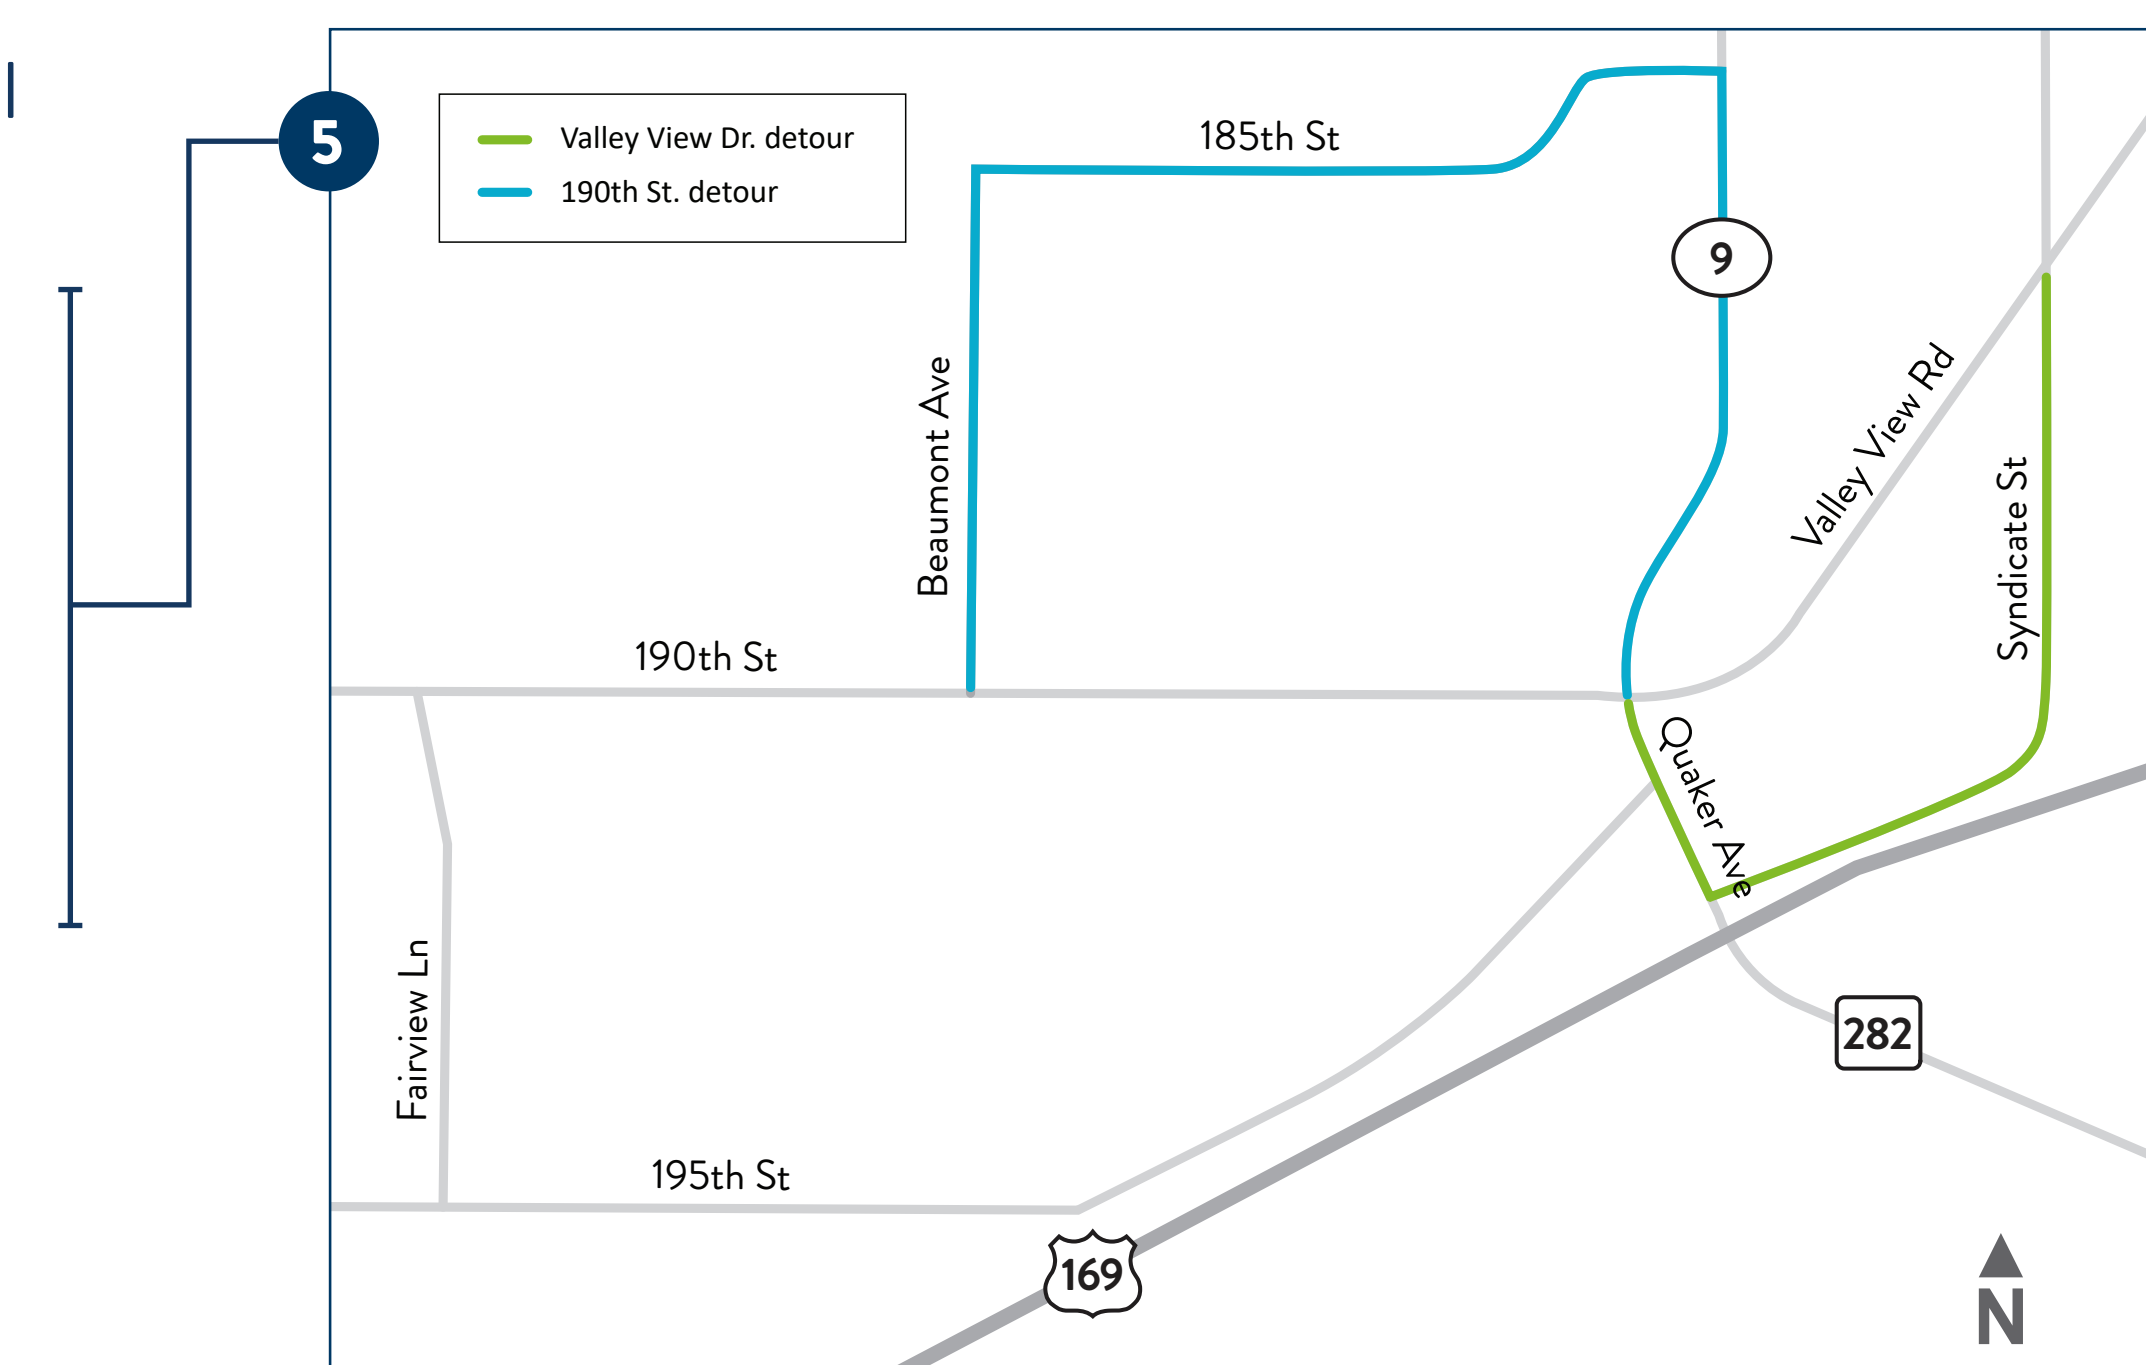 5
Valley View Dr. detour
190th St. detour
185th St
9
Beaumont Ave
Valley View Rd
Syndicate St
190th St
Quaker Ave
Fairview Ln
282
195th St
169
N